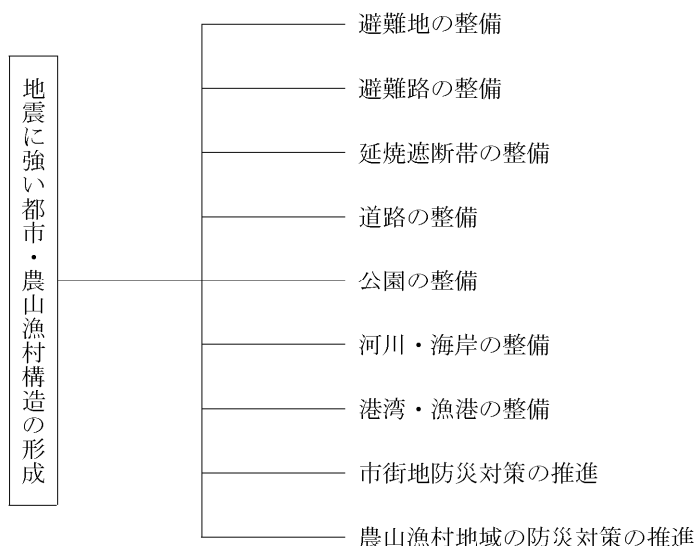 地震に強い都市・農山漁村構造の形成
避難地の整備
避難路の整備
延焼遮断帯の整備
道路の整備
公園の整備
河川・海岸の整備
港湾・漁港の整備
市街地防災対策の推進
農山漁村地域の防災対策の推進